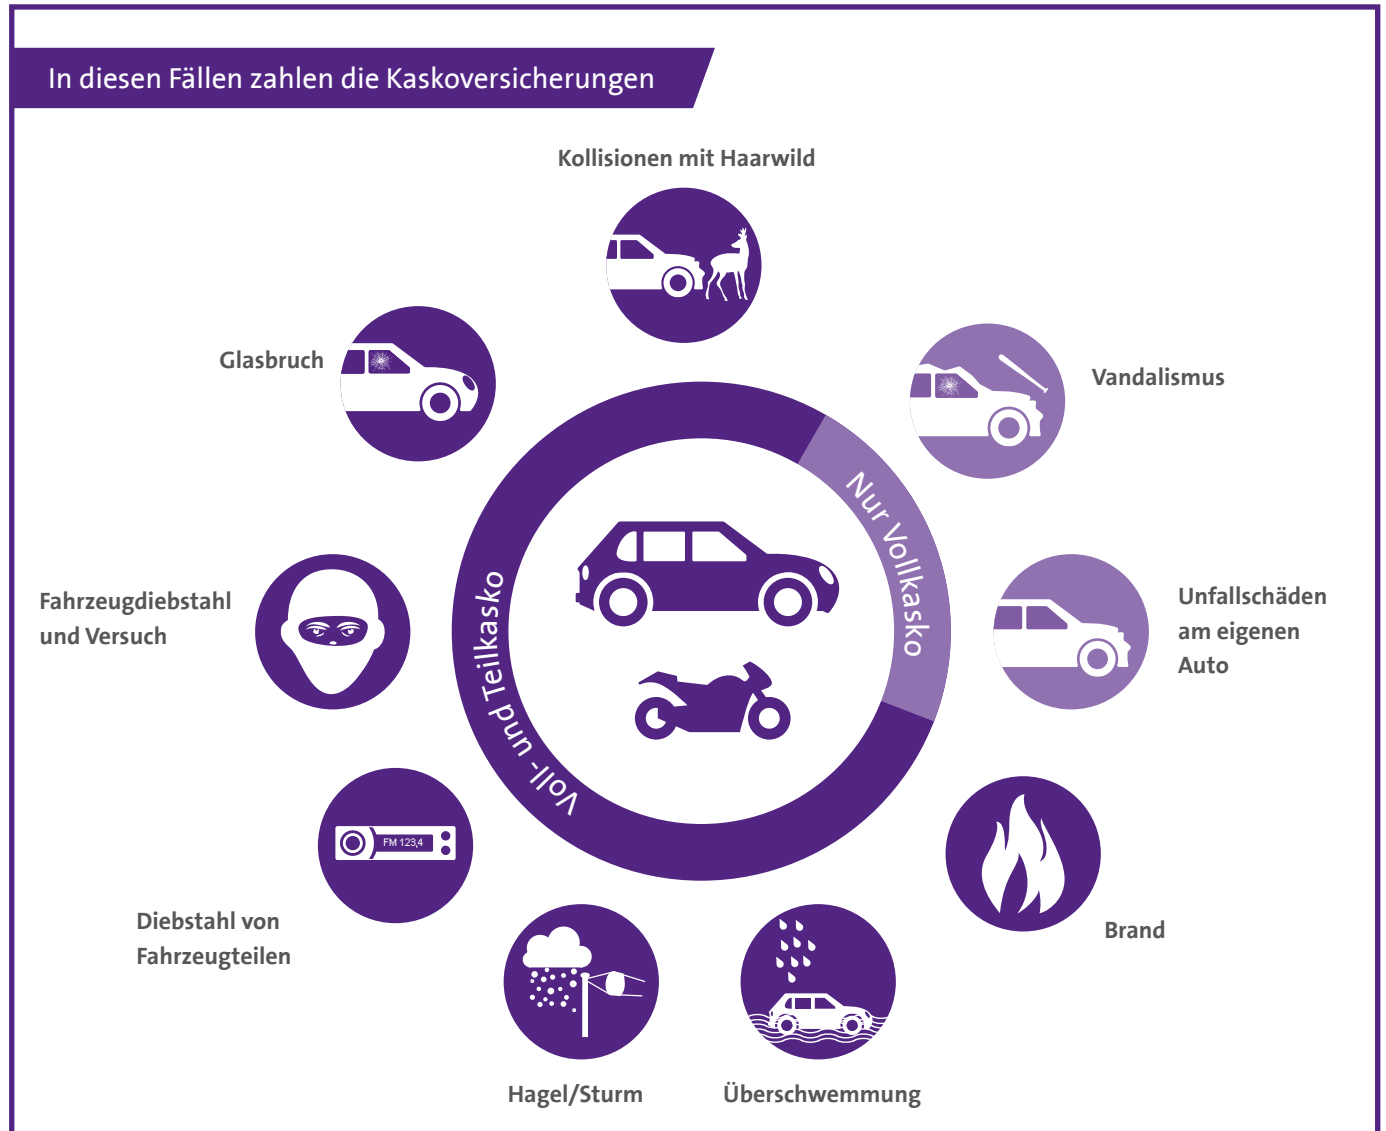 In diesen Fällen zahlen die Kaskoversicherungen
Kollisionen mit Haarwild
Glasbruch
Vandalismus
Nur Vollkasko
Voll- und Teilkasko
Fahrzeugdiebstahl
und Versuch
Unfallschäden
am eigenen
Auto
FM 123,4
Diebstahl von
Fahrzeugteilen
Brand
Hagel/Sturm
Überschwemmung